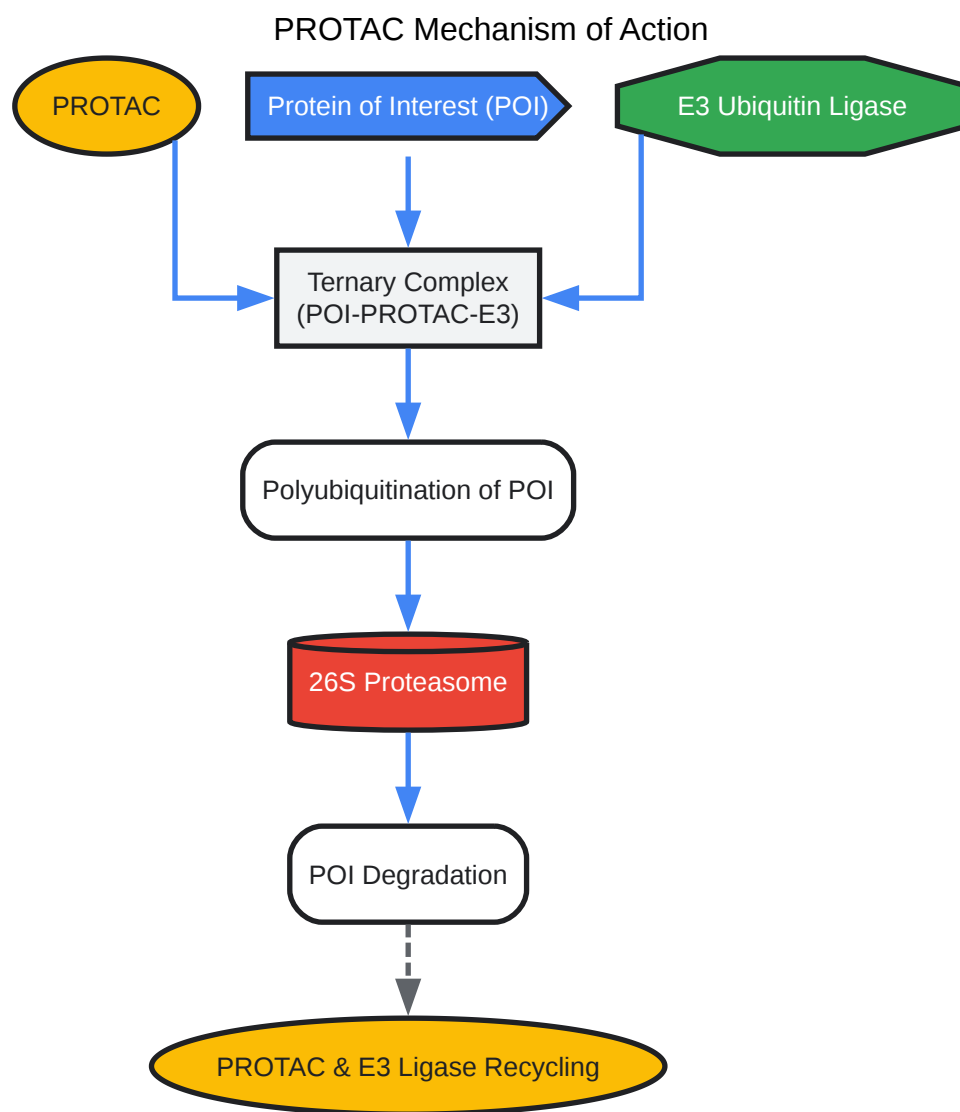 PROTAC Mechanism of Action
PROTAC
Protein of Interest (POI)
E3 Ubiquitin Ligase
Ternary Complex
(POI-PROTAC-E3)
Polyubiquitination of POI
26S Proteasome
POI Degradation
PROTAC & E3 Ligase Recycling